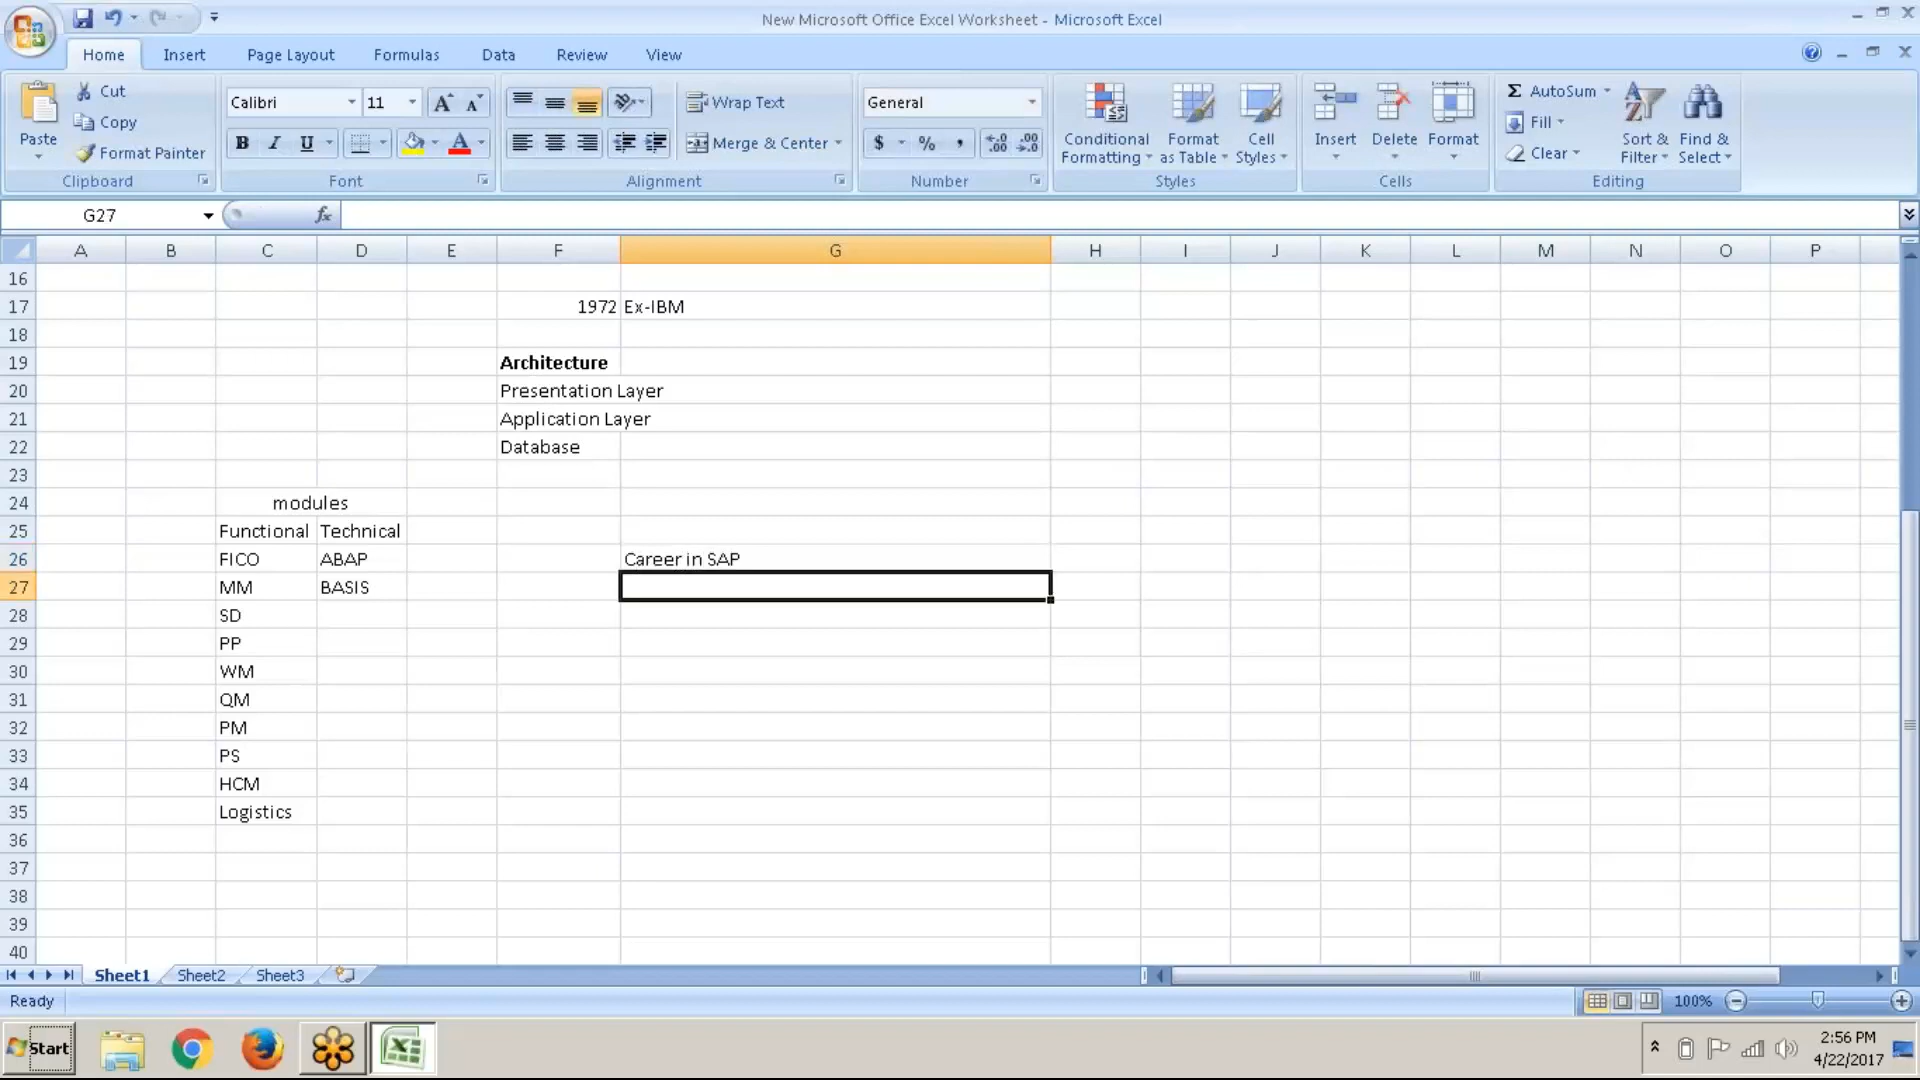 New Microsoft Office Excel Worksheet - Microsoft Excel
Home Insert Page Layout Formulas Data Review View
Paste
Cut
Copy
Format Painter
Clipboard
Calibri 11
B I U
Font
Wrap Text
Merge & Center
Alignment
General
$ % ,
Number
Conditional Formatting
Format as Table
Cell Styles
Styles
Insert Delete Format
Cells
Σ AutoSum
Fill
Clear
Sort & Filter
Find & Select
Editing
G27 fx
A B C D E F G H I J K L M N O P
16
17 1972 Ex-IBM
18
19 Architecture
20 Presentation Layer
21 Application Layer
22 Database
23
24 modules
25 Functional Technical
26 FICO ABAP Career in SAP
27 MM BASIS
28 SD
29 PP
30 WM
31 QM
32 PM
33 PS
34 HCM
35 Logistics
36
37
38
39
40
Sheet1 Sheet2 Sheet3
Ready 100%
Start 2:56 PM
4/22/2017